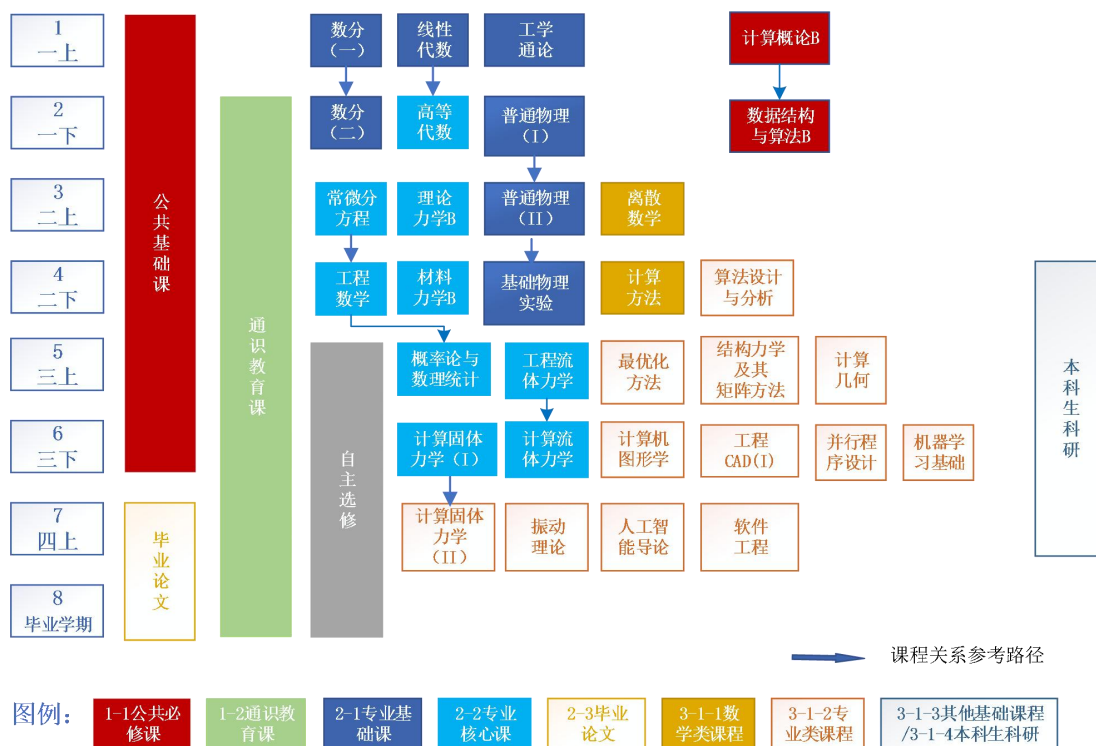 1
一上
数分
（一）
线性
代数
工学
通论
计算概论B
2
一下
数分
（二）
高等
代数
普通物理
（I）
数据结构
与算法B
3
二上
常微分
方程
理论
力学B
普通物理
（II）
离散
数学
公共基础课
4
二下
工程
数学
材料
力学B
基础物理
实验
计算
方法
算法设计
与分析
通识教育课
5
三上
概率论与
数理统计
工程流
体力学
最优化
方法
结构力学
及其
矩阵方法
计算
几何
本科生科研
6
三下
计算固体
力学（I）
计算流
体力学
计算机
图形学
工程
CAD(I)
并行程
序设计
机器学
习基础
自主选修
7
四上
毕业论文
计算固体
力学
（II）
振动
理论
人工智
能导论
软件
工程
8
毕业学期
课程关系参考路径
图例：
1-1公共必
修课
1-2通识教
育课
2-1专业基
础课
2-2专业
核心课
2-3毕业
论文
3-1-1数
学类课程
3-1-2专
业类课程
3-1-3其他基础课程
/3-1-4本科生科研